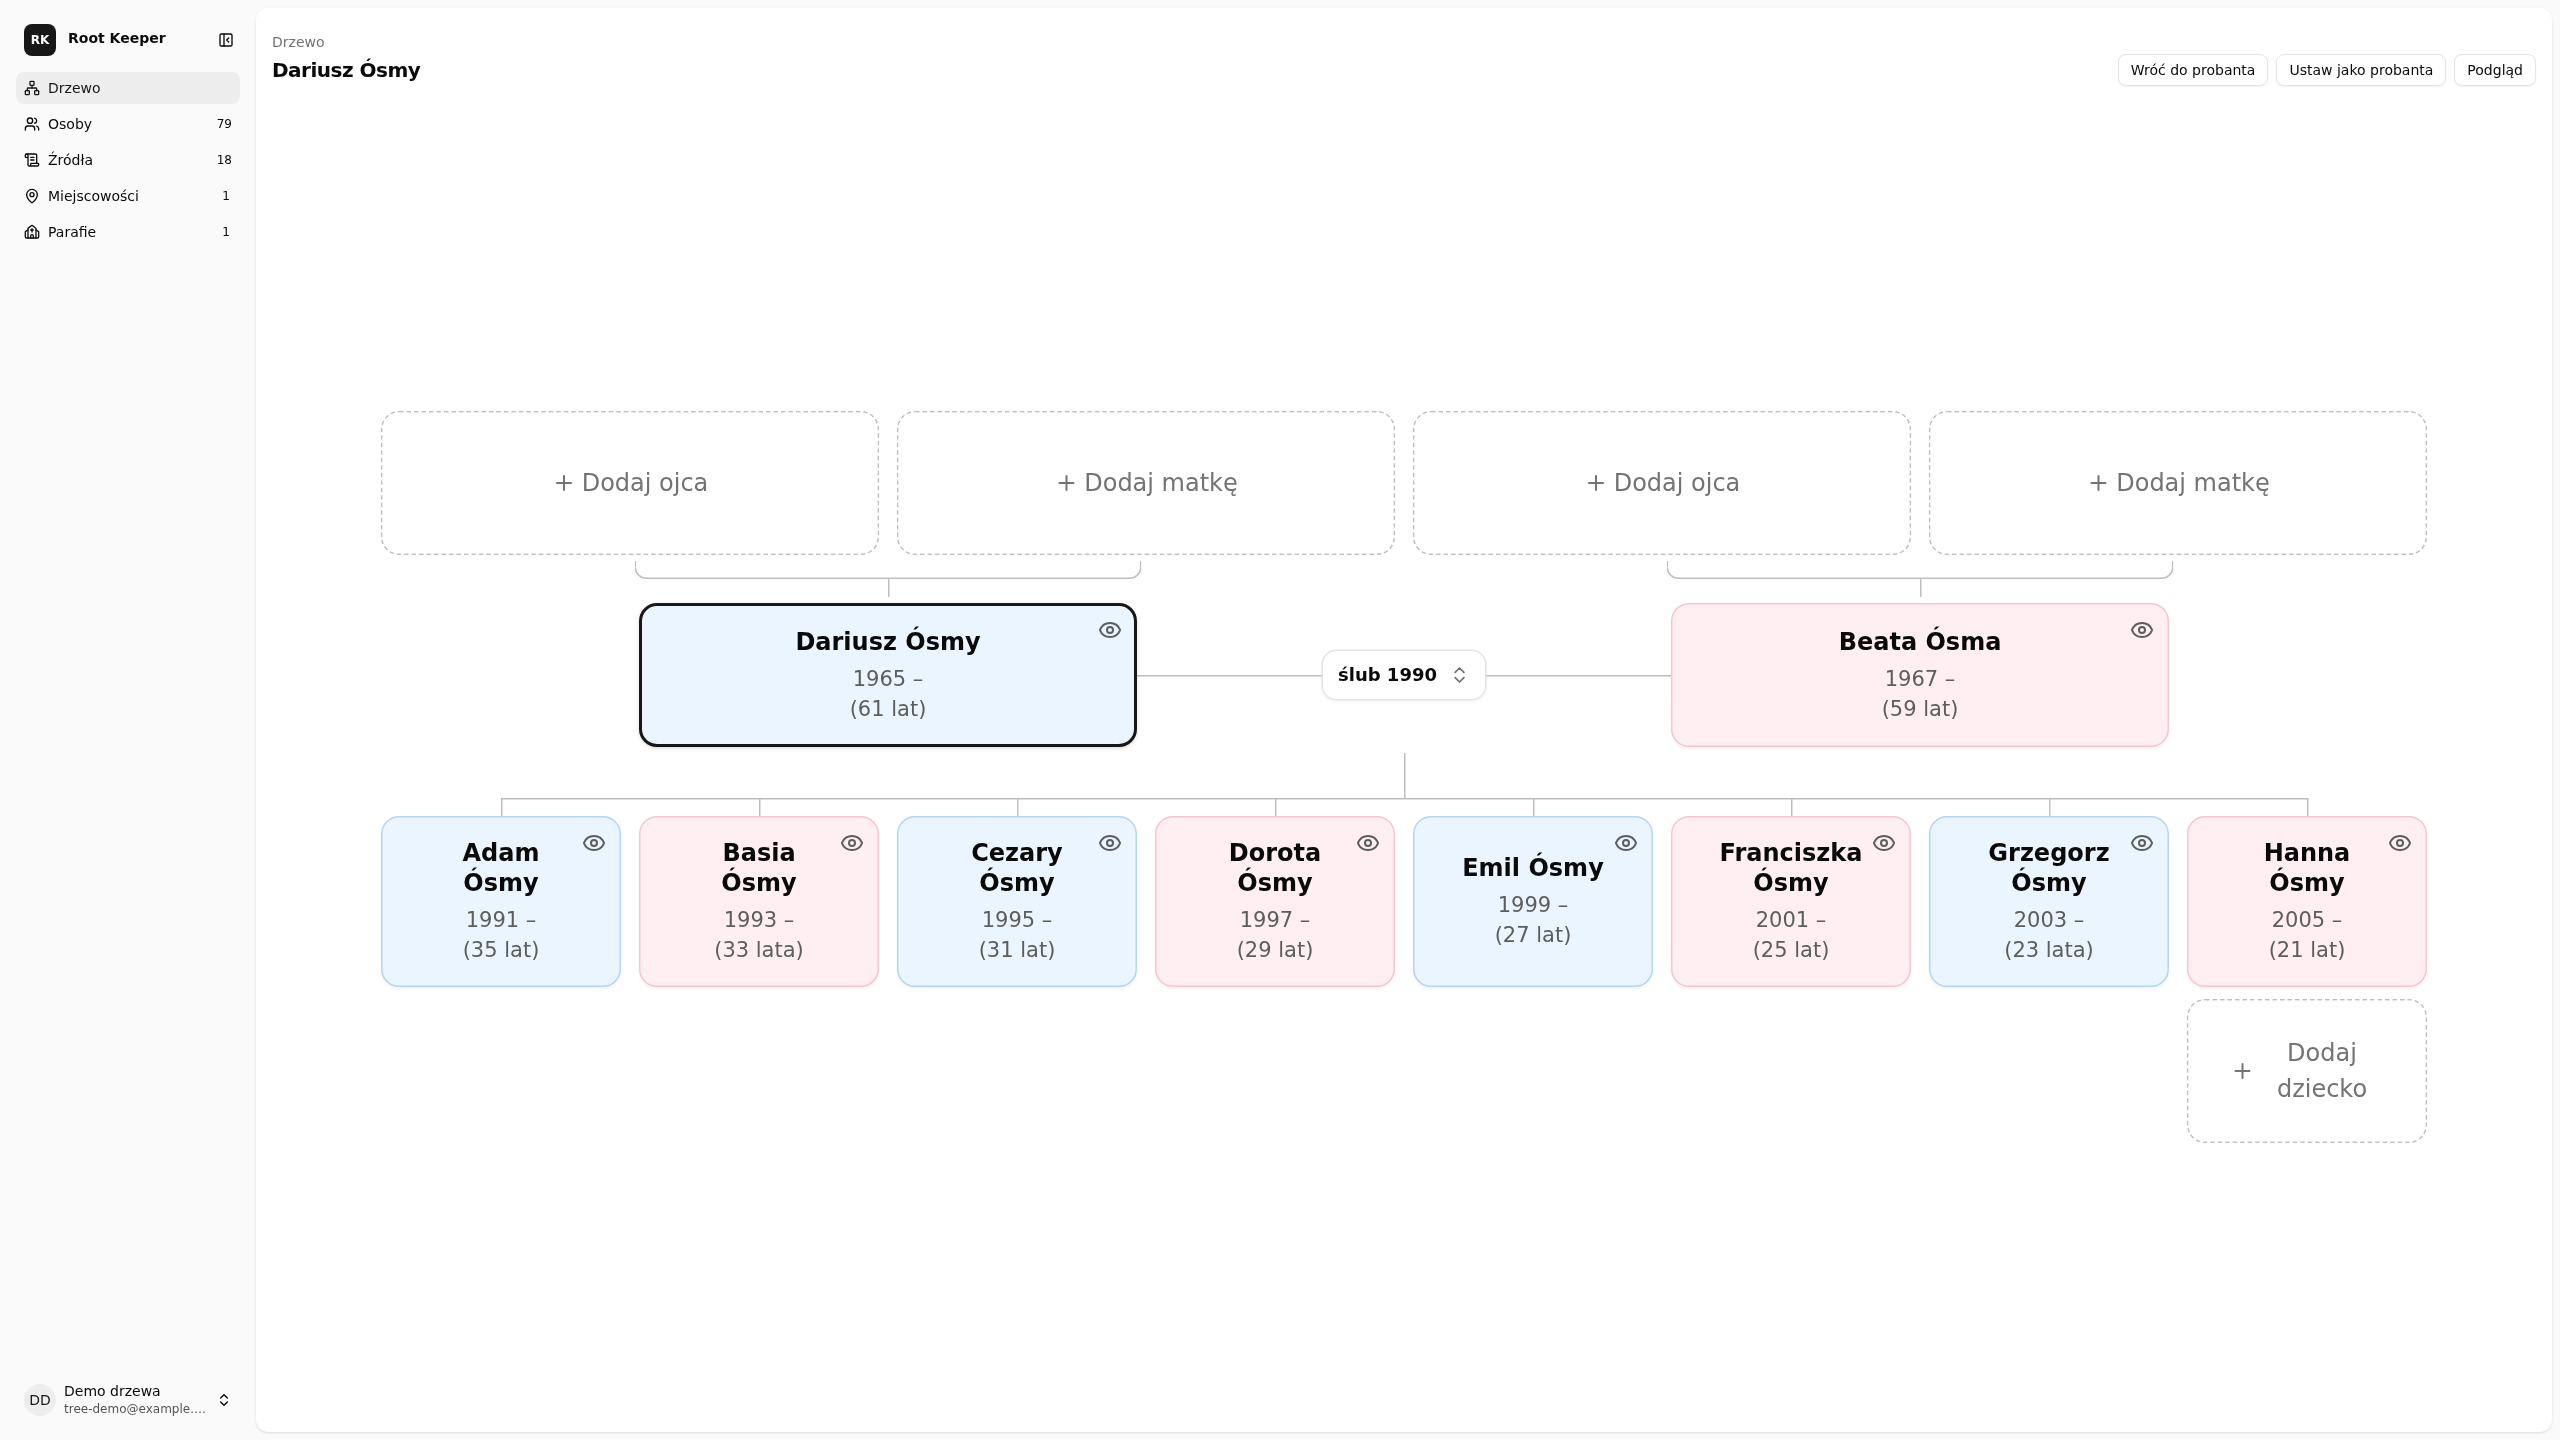 RK
Root Keeper
Drzewo
Osoby 79
Źródła 18
Miejscowości 1
Parafie 1
Drzewo
Dariusz Ósmy
Wróć do probanta
Ustaw jako probanta
Podgląd
+ Dodaj ojca
+ Dodaj matkę
+ Dodaj ojca
+ Dodaj matkę
Dariusz Ósmy
1965 –
(61 lat)
ślub 1990
Beata Ósma
1967 –
(59 lat)
Adam
Ósmy
1991 –
(35 lat)
Basia
Ósmy
1993 –
(33 lata)
Cezary
Ósmy
1995 –
(31 lat)
Dorota
Ósmy
1997 –
(29 lat)
Emil Ósmy
1999 –
(27 lat)
Franciszka
Ósmy
2001 –
(25 lat)
Grzegorz
Ósmy
2003 –
(23 lata)
Hanna
Ósmy
2005 –
(21 lat)
+ Dodaj
dziecko
DD
Demo drzewa
tree-demo@example....